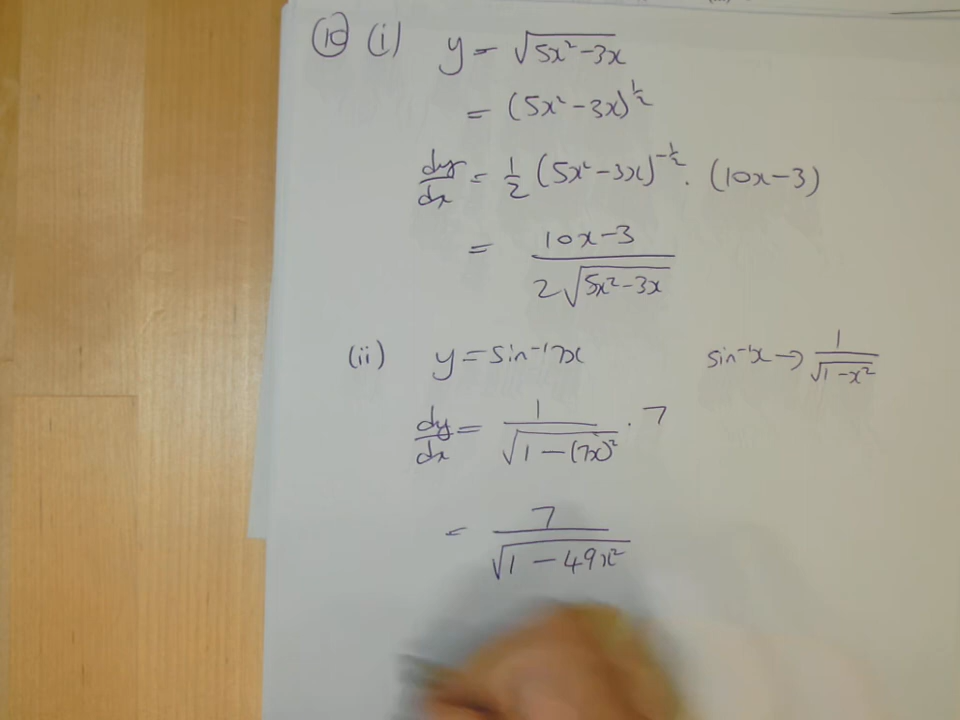 ⑩ (i) y = √(5x²-3x)
= (5x²-3x)^½
dy/dx = 1/2 (5x²-3x)^-½ . (10x-3)
= (10x-3)/(2√(5x²-3x))
(ii) y = sin⁻¹7x sin⁻¹x → 1/√(1-x²)
dy/dx = 1/√(1-(7x)²) . 7
= 7/√(1-49x²)